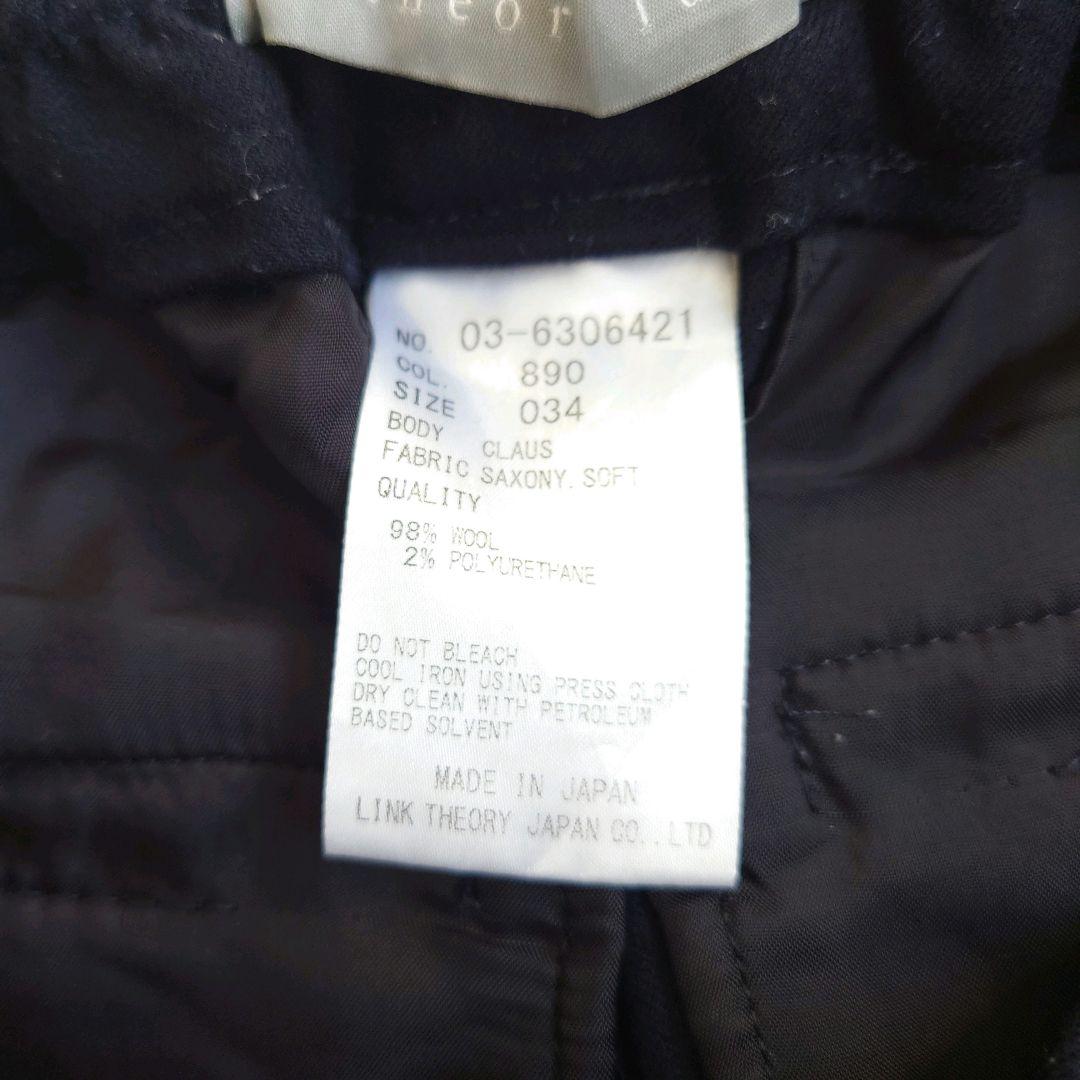 theor
NO. 03-6306421
COL. 890
SIZE 034
BODY CLAUS
FABRIC SAXONY.SOFT
QUALITY
98% WOOL
2% POLYURETHANE
DO NOT BLEACH
COOL IRON USING PRESS CLOTH
DRY CLEAN WITH PETROLEUM
BASED SOLVENT
MADE IN JAPAN
LINK THEORY JAPAN CO.,LTD